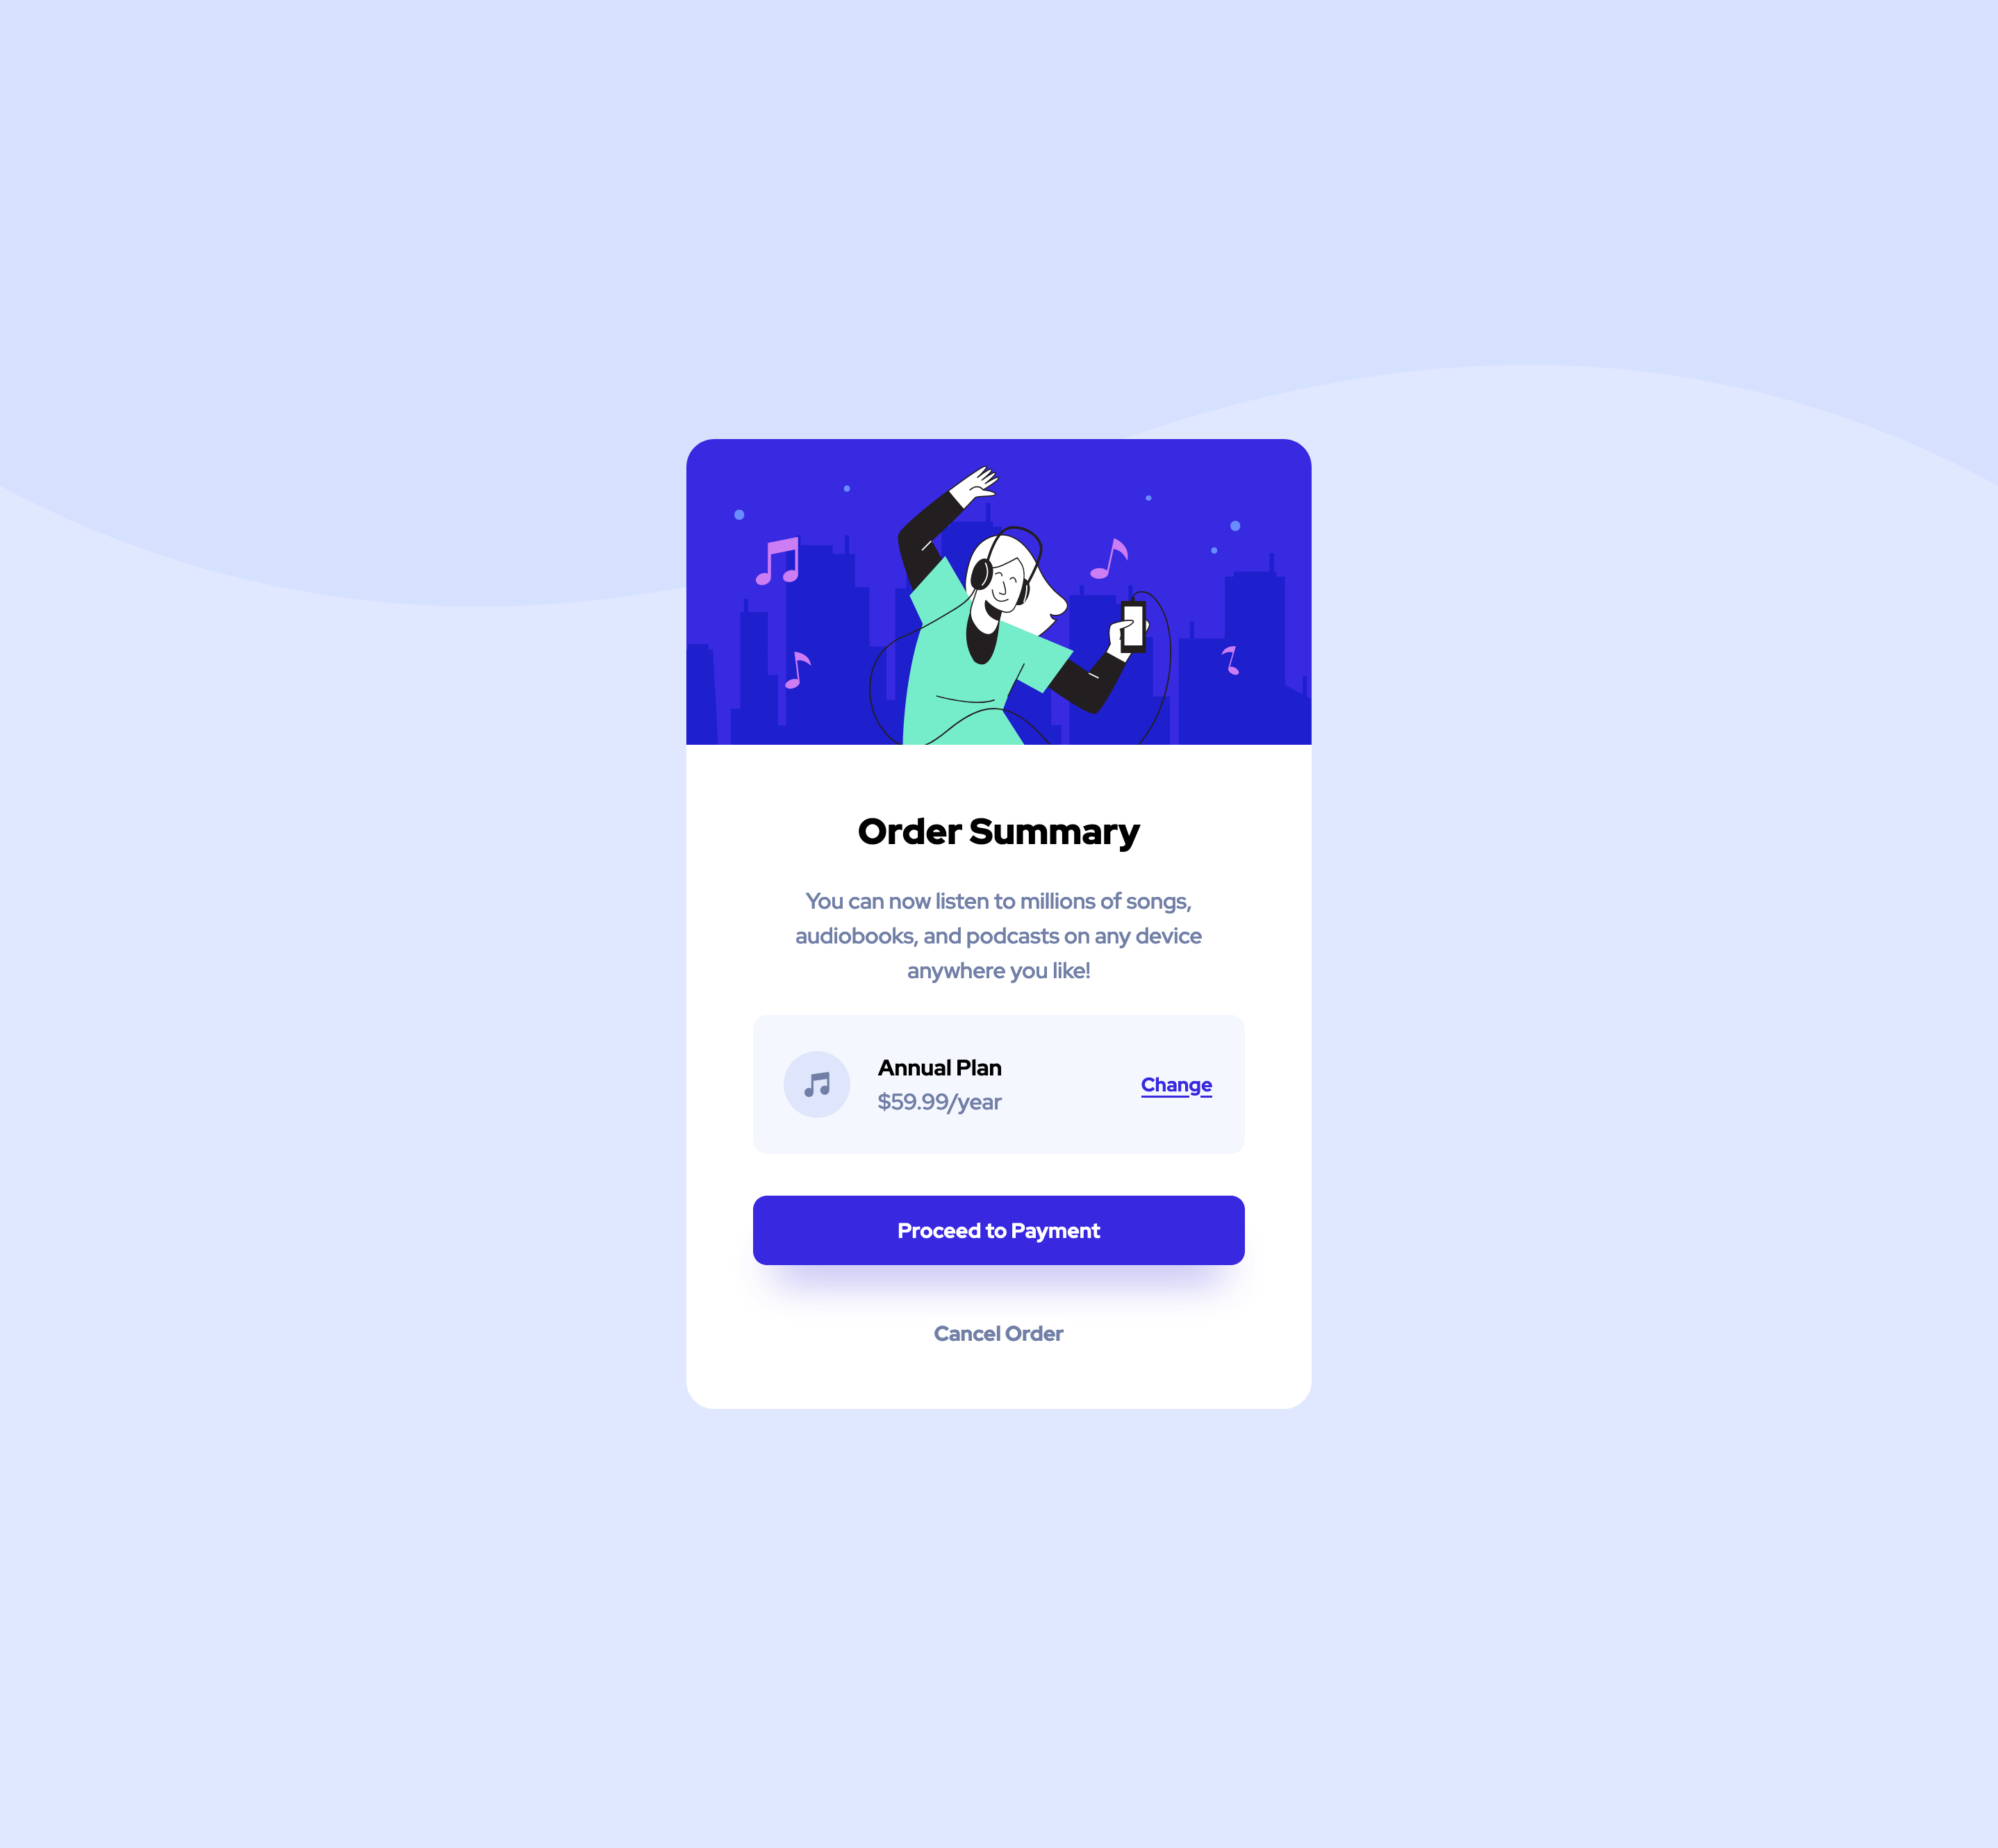 Order Summary
You can now listen to millions of songs,
audiobooks, and podcasts on any device
anywhere you like!
Annual Plan
$59.99/year
Change
Proceed to Payment
Cancel Order